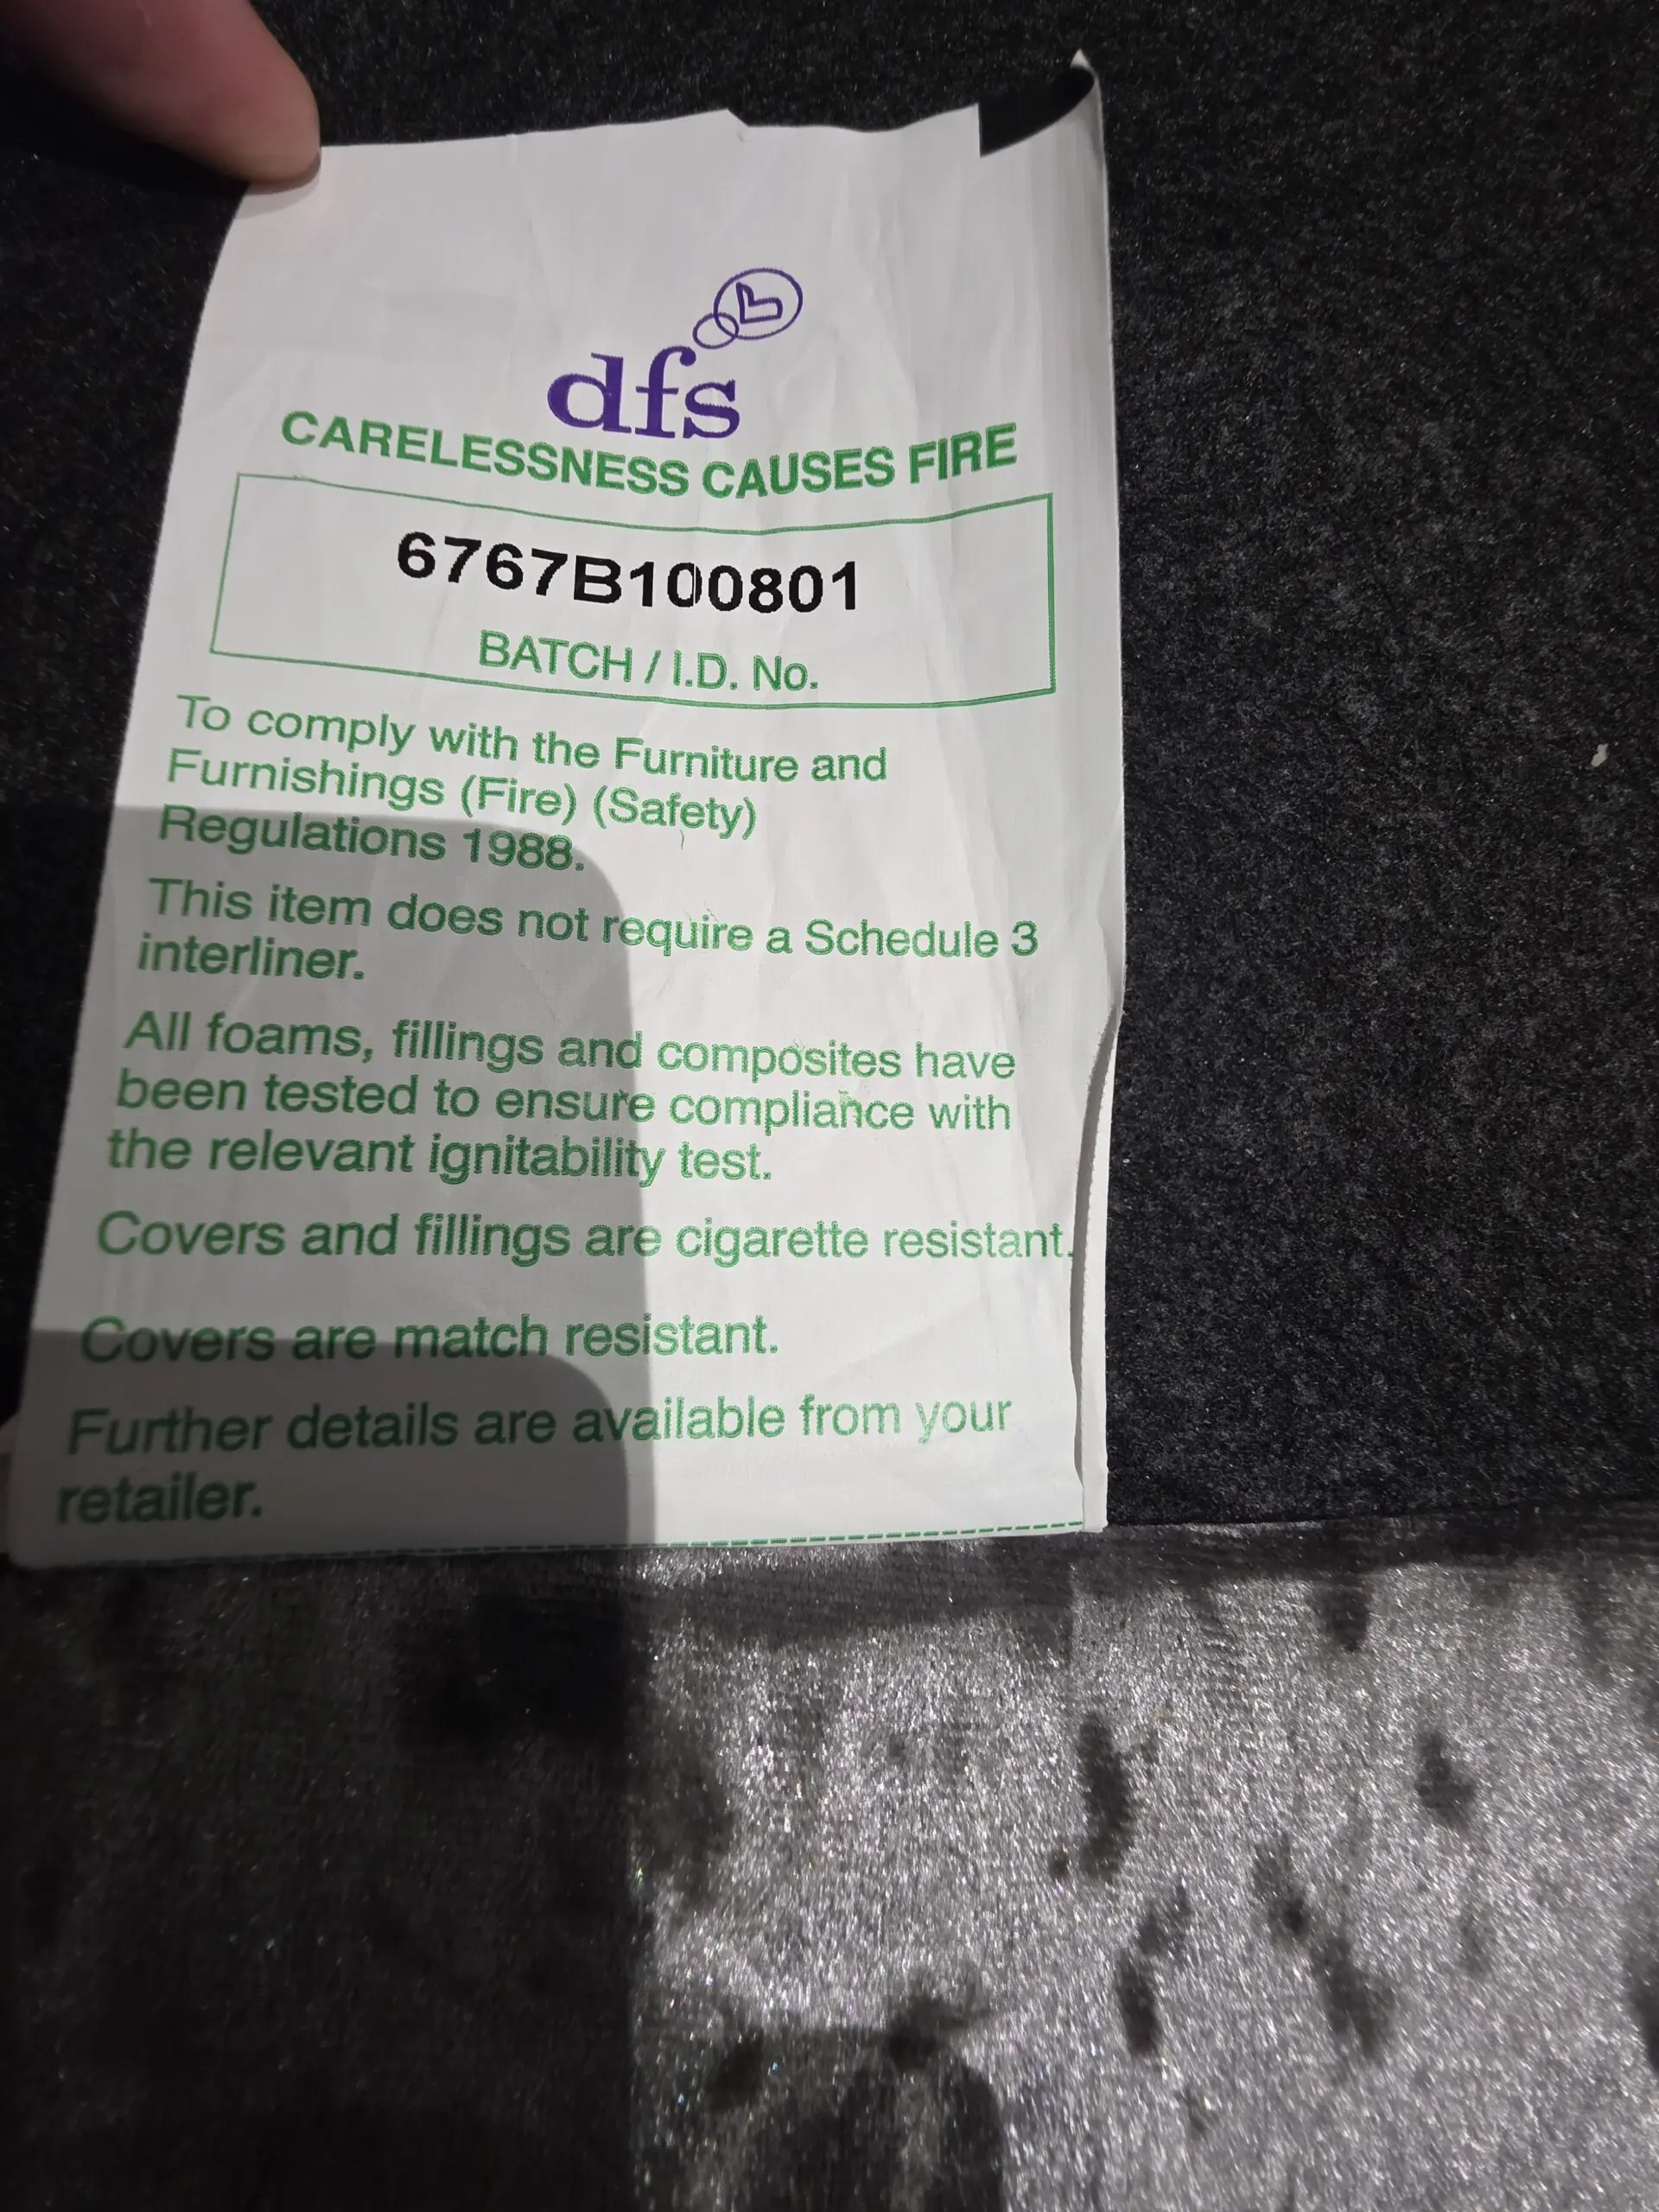 dfs
CARELESSNESS CAUSES FIRE
6767B100801
BATCH / I.D. No.
To comply with the Furniture and
Furnishings (Fire) (Safety)
Regulations 1988.
This item does not require a Schedule 3
interliner.
All foams, fillings and composites have
been tested to ensure compliance with
the relevant ignitability test.
Covers and fillings are cigarette resistant.
Covers are match resistant.
Further details are available from your
retailer.